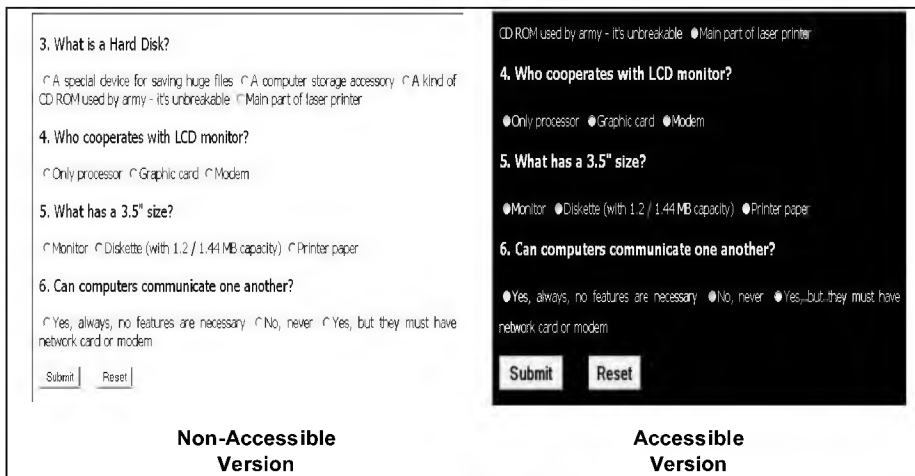 3. What is a Hard Disk?
A special device for saving huge files A computer storage accessory A kind of
CD ROM used by army - it's unbreakable Main part of laser printer
4. Who cooperates with LCD monitor?
Only processor Graphic card Modem
5. What has a 3.5" size?
Monitor Diskette (with 1.2 / 1.44 MB capacity) Printer paper
6. Can computers communicate one another?
Yes, always, no features are necessary No, never Yes, but they must have
network card or modem
Submit Reset
Non-Accessible
Version
CD ROM used by army - it's unbreakable Main part of laser printer
4. Who cooperates with LCD monitor?
Only processor Graphic card Modem
5. What has a 3.5" size?
Monitor Diskette (with 1.2 / 1.44 MB capacity) Printer paper
6. Can computers communicate one another?
Yes, always, no features are necessary No, never Yes, but they must have
network card or modem
Submit Reset
Accessible
Version